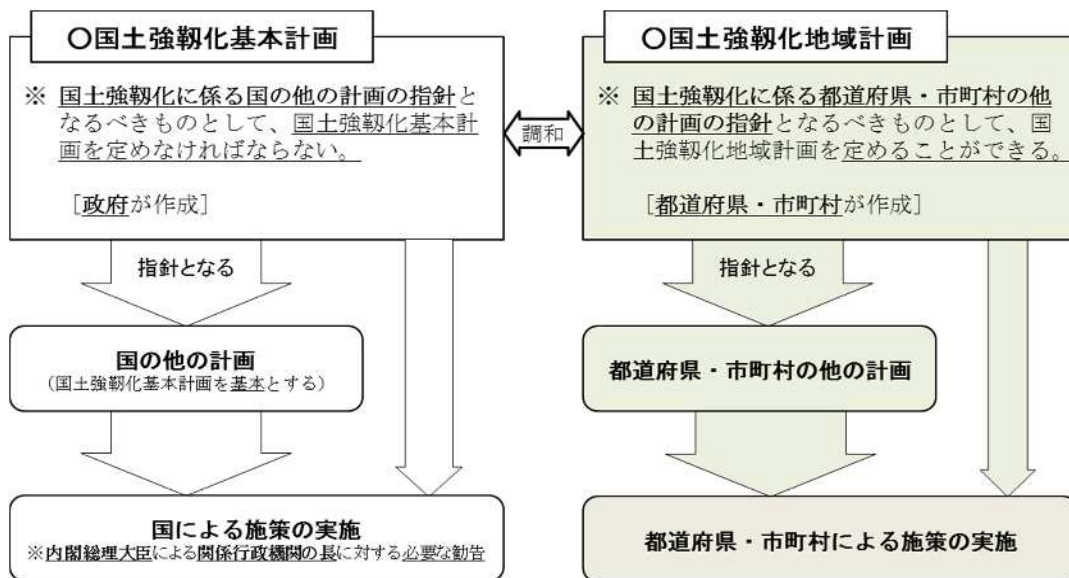 〇国土強靱化基本計画
※ 国土強靱化に係る国の他の計画の指針と
なるべきものとして、国土強靱化基本計
画を定めなければならない。
[政府が作成]
調和
〇国土強靱化地域計画
※ 国土強靱化に係る都道府県・市町村の他
の計画の指針となるべきものとして、国
土強靱化地域計画を定めることができる。
[都道府県・市町村が作成]
指針となる
国の他の計画
(国土強靱化基本計画を基本とする)
国による施策の実施
※内閣総理大臣による関係行政機関の長に対する必要な勧告
指針となる
都道府県・市町村の他の計画
都道府県・市町村による施策の実施